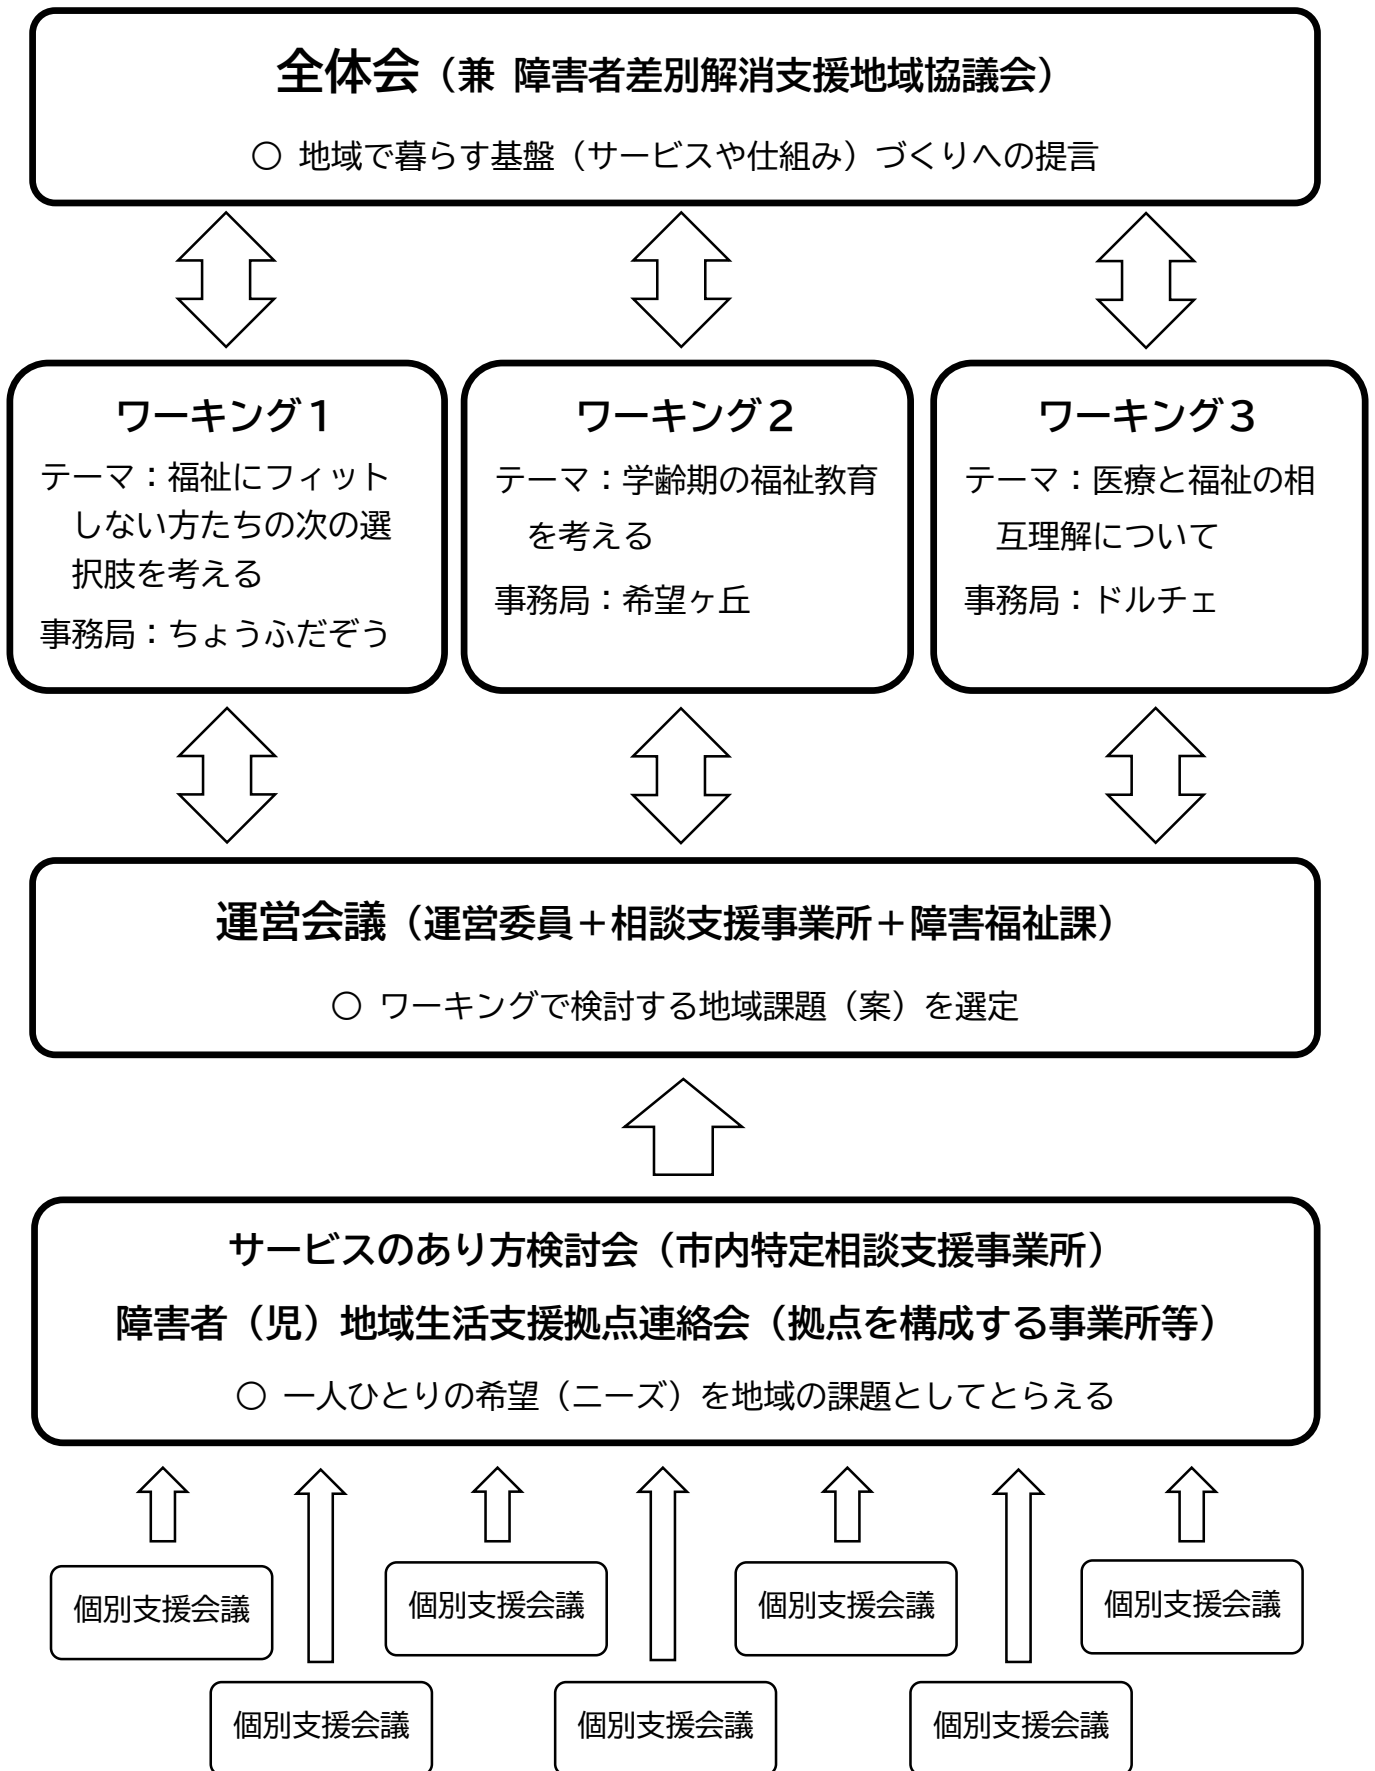 全体会（兼 障害者差別解消支援地域協議会）
〇 地域で暮らす基盤（サービスや仕組み）づくりへの提言
ワーキング１
テーマ：福祉にフィット
しない方たちの次の選
択肢を考える
事務局：ちょうふだぞう
ワーキング２
テーマ：学齢期の福祉教育
を考える
事務局：希望ヶ丘
ワーキング３
テーマ：医療と福祉の相
互理解について
事務局：ドルチェ
運営会議（運営委員＋相談支援事業所＋障害福祉課）
〇 ワーキングで検討する地域課題（案）を選定
サービスのあり方検討会（市内特定相談支援事業所）
障害者（児）地域生活支援拠点連絡会（拠点を構成する事業所等）
〇 一人ひとりの希望（ニーズ）を地域の課題としてとらえる
個別支援会議
個別支援会議
個別支援会議
個別支援会議
個別支援会議
個別支援会議
個別支援会議